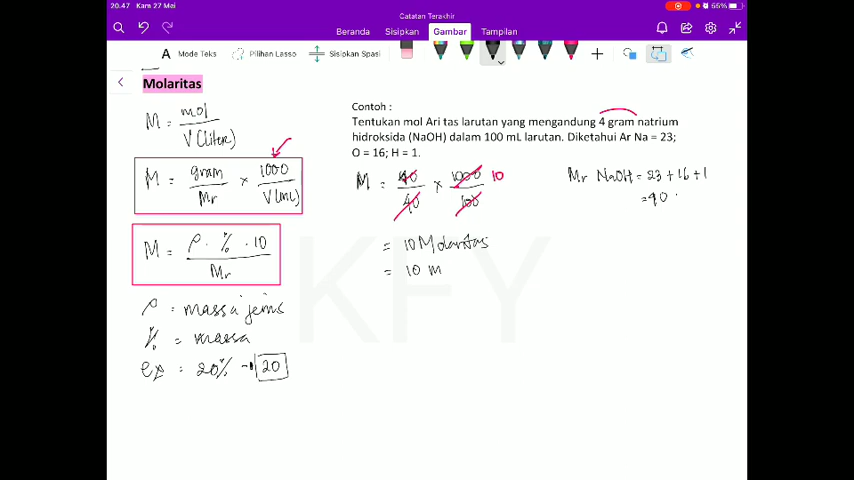 20.47 Kam 27 Mei
Catatan Terakhir
66%
Beranda Sisipkan Gambar Tampilan
A Mode Teks Pilihan Lasso Sisipkan Spasi
Molaritas
M = mol / V (liter)
M = gram / Mr × 1000 / V (mL)
M = ρ . % . 10 / Mr
ρ = massa jenis
% = massa
ex = 20% → 20
Contoh :
Tentukan mol Ari tas larutan yang mengandung 4 gram natrium
hidroksida (NaOH) dalam 100 mL larutan. Diketahui Ar Na = 23;
O = 16; H = 1.
M = 40 / 40 × 1000 / 100 10
= 10 Molaritas
= 10 M
Mr NaOH = 23 + 16 + 1
= 40
KFY